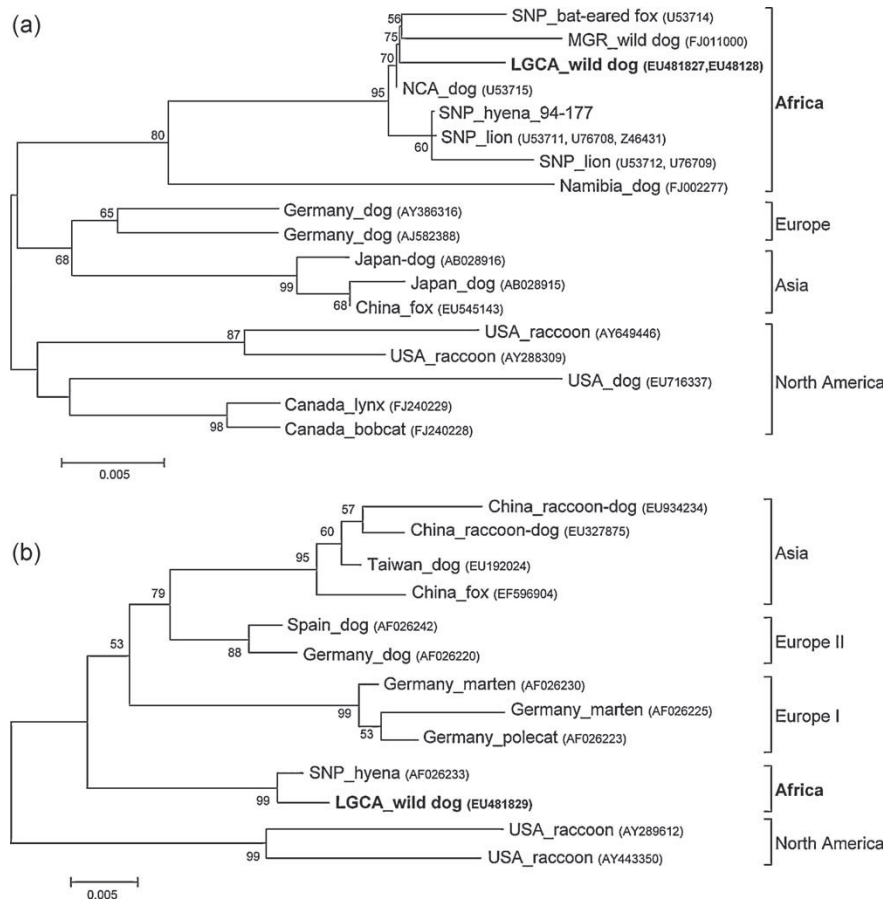 (a)
56
SNP_bat-eared fox (U53714)
75
MGR_wild dog (FJ011000)
70
LGCA_wild dog (EU481827,EU48128)
95
NCA_dog (U53715)
Africa
SNP_hyena_94-177
80
SNP_lion (U53711, U76708, Z46431)
60
SNP_lion (U53712, U76709)
Namibia_dog (FJ002277)
65
Germany_dog (AY386316)
Germany_dog (AJ582388)
Europe
68
Japan-dog (AB028916)
99
Japan_dog (AB028915)
Asia
68
China_fox (EU545143)
87
USA_raccoon (AY649446)
USA_raccoon (AY288309)
USA_dog (EU716337)
North America
Canada_lynx (FJ240229)
98
Canada_bobcat (FJ240228)
0.005
(b)
57
China_raccoon-dog (EU934234)
60
China_raccoon-dog (EU327875)
Asia
95
Taiwan_dog (EU192024)
79
China_fox (EF596904)
Spain_dog (AF026242)
53
Europe II
88
Germany_dog (AF026220)
Germany_marten (AF026230)
99
Germany_marten (AF026225)
Europe I
53
Germany_polecat (AF026223)
SNP_hyena (AF026233)
Africa
99
LGCA_wild dog (EU481829)
USA_raccoon (AY289612)
North America
99
USA_raccoon (AY443350)
0.005